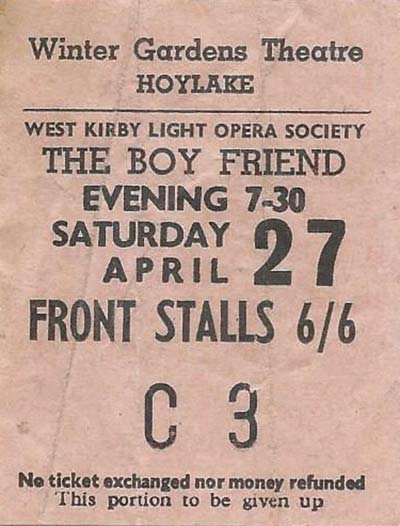 Winter Gardens Theatre
HOYLAKE
WEST KIRBY LIGHT OPERA SOCIETY
THE BOY FRIEND
EVENING 7-30
SATURDAY 27
APRIL
FRONT STALLS 6/6
C 3
No ticket exchanged nor money refunded
This portion to be given up